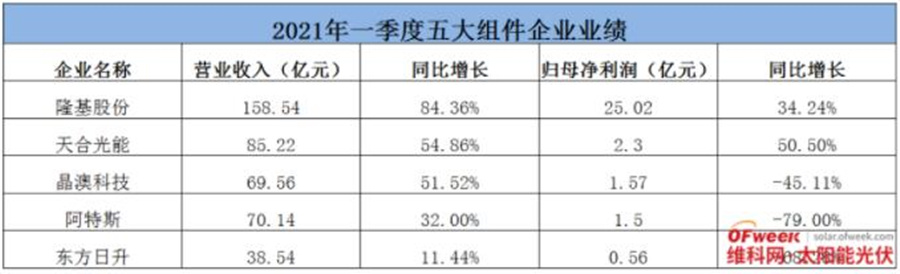 2021年一季度五大组件企业业绩
企业名称 营业收入（亿元） 同比增长 归母净利润（亿元） 同比增长
隆基股份 158.54 84.36% 25.02 34.24%
天合光能 85.22 54.86% 2.3 50.50%
晶澳科技 69.56 51.52% 1.57 -45.11%
阿特斯 70.14 32.00% 1.5 -79.00%
东方日升 38.54 11.44% 0.56
OFweek solar.ofweek.com
维科网·太阳能光伏